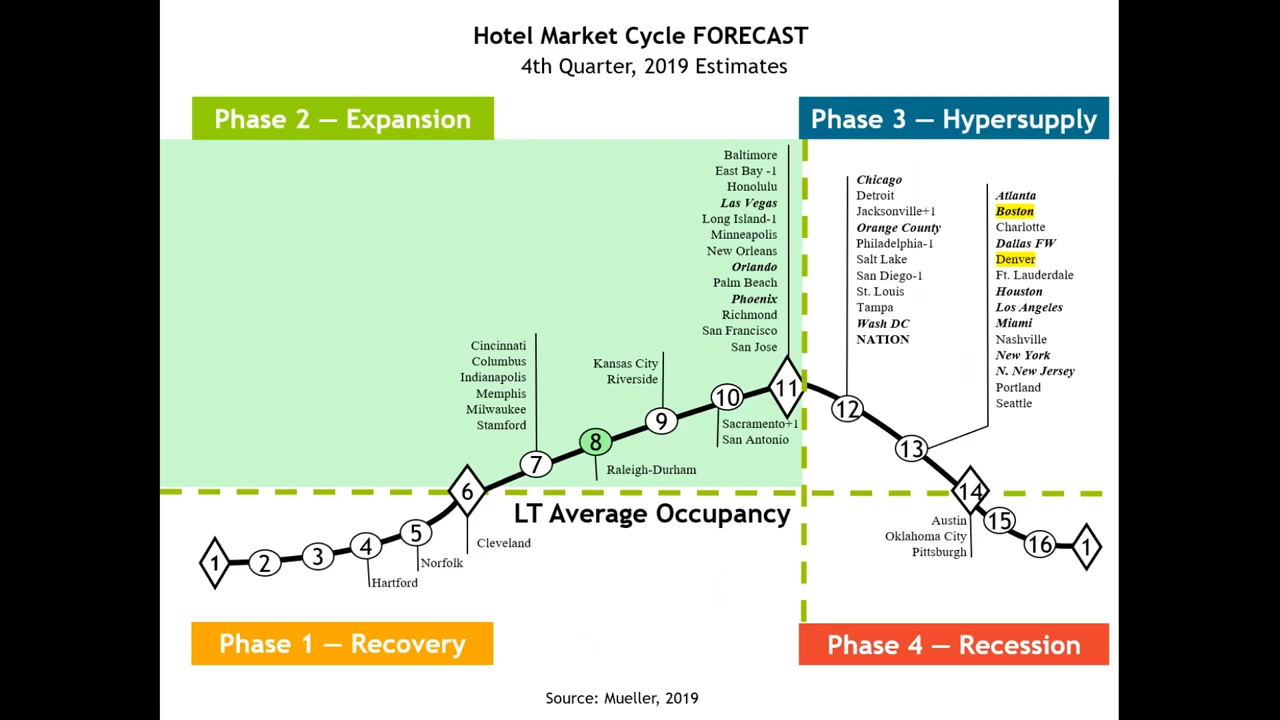 Hotel Market Cycle FORECAST
4th Quarter, 2019 Estimates
Phase 2 — Expansion
Phase 3 — Hypersupply
Baltimore
East Bay -1
Honolulu
Las Vegas
Long Island-1
Minneapolis
New Orleans
Orlando
Palm Beach
Phoenix
Richmond
San Francisco
San Jose
Chicago
Detroit
Jacksonville+1
Orange County
Philadelphia-1
Salt Lake
San Diego-1
St. Louis
Tampa
Wash DC
NATION
Atlanta
Boston
Charlotte
Dallas FW
Denver
Ft. Lauderdale
Houston
Los Angeles
Miami
Nashville
New York
N. New Jersey
Portland
Seattle
Cincinnati
Columbus
Indianapolis
Memphis
Milwaukee
Stamford
Kansas City
Riverside
Sacramento+1
San Antonio
Raleigh-Durham
1
2
3
4
5
6
7
8
9
10
11
12
13
14
15
16
1
LT Average Occupancy
Cleveland
Norfolk
Hartford
Austin
Oklahoma City
Pittsburgh
Phase 1 — Recovery
Phase 4 — Recession
Source: Mueller, 2019